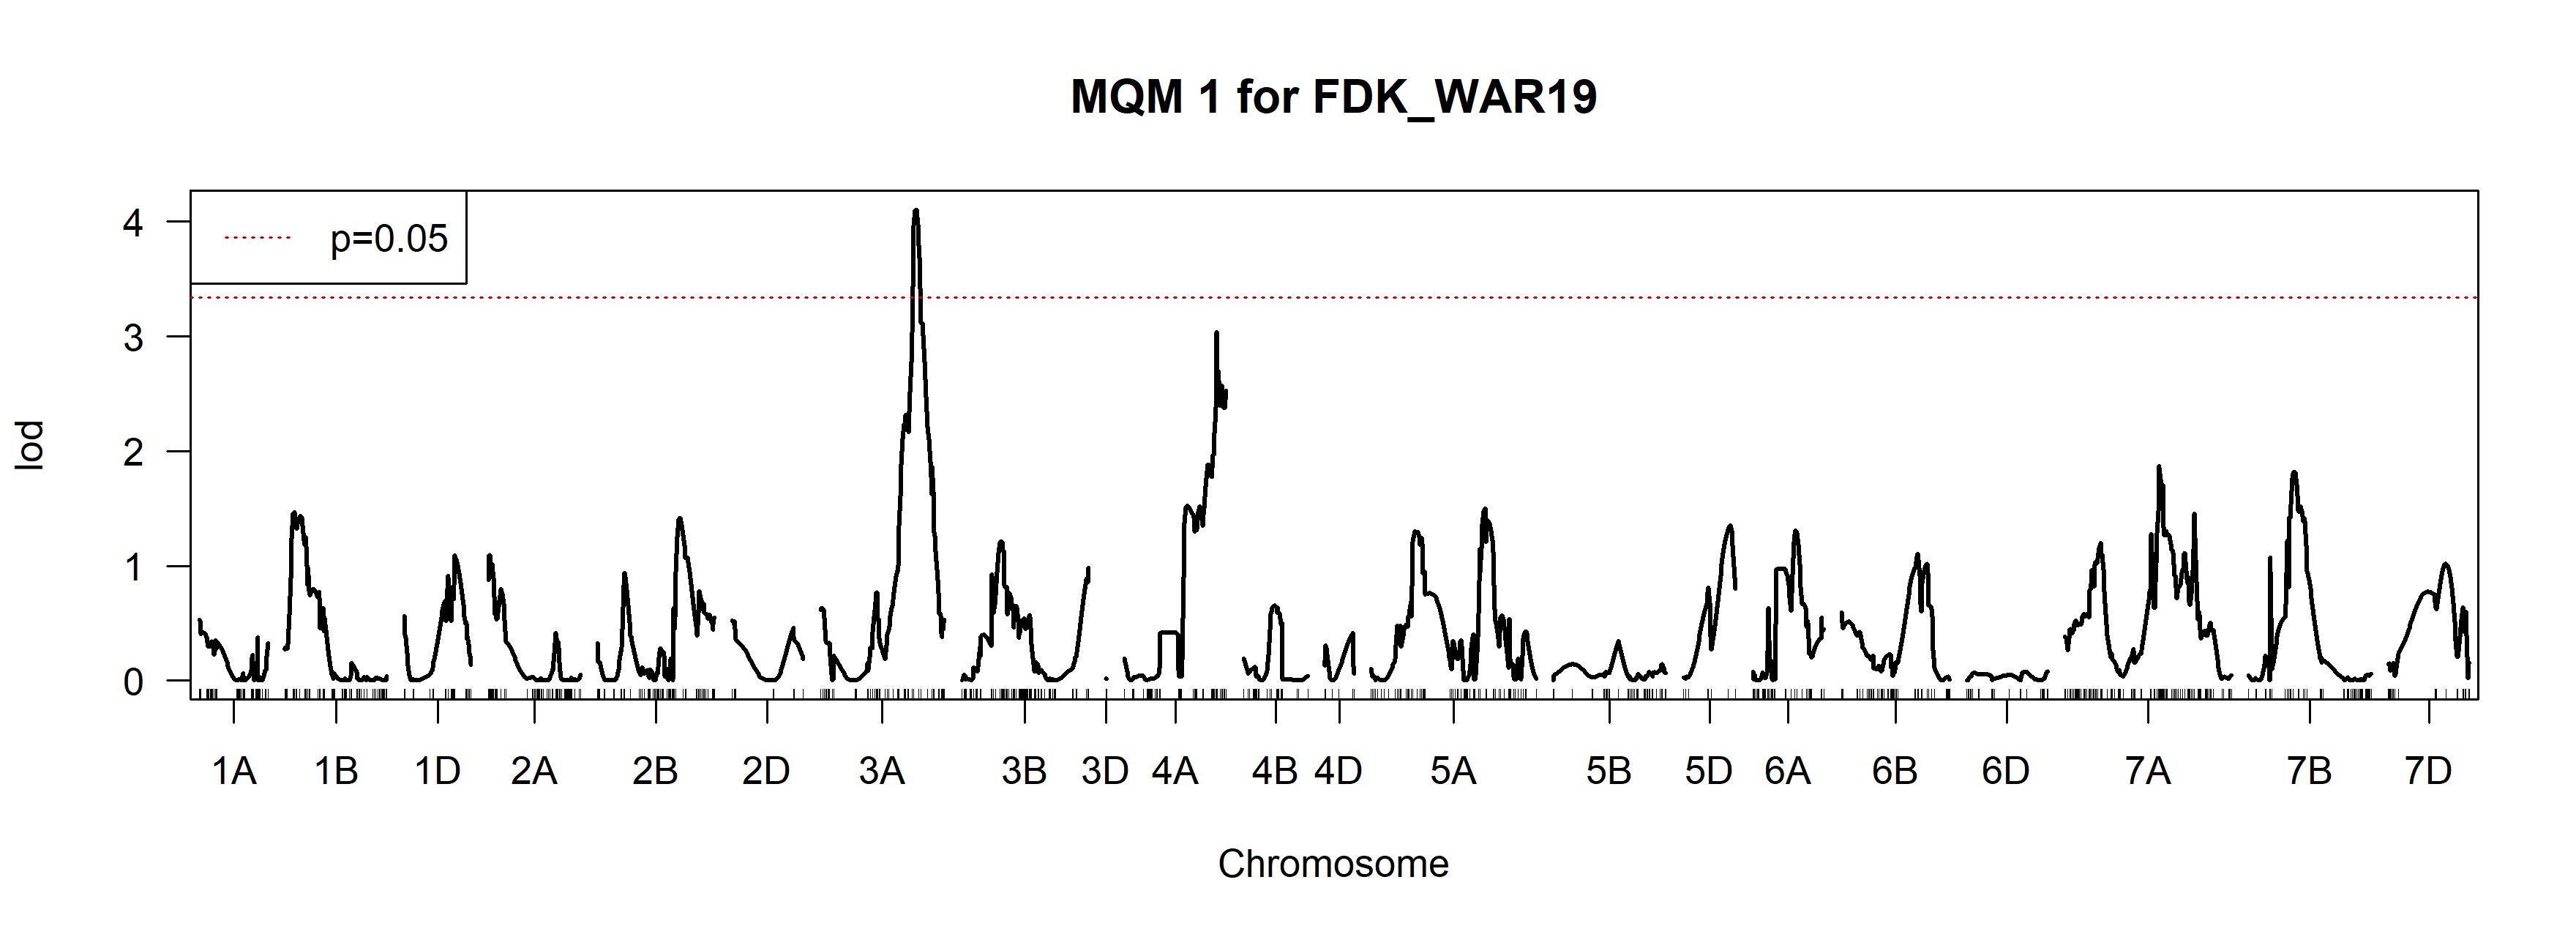 MQM 1 for FDK_WAR19
p=0.05
4
3
2
1
0
lod
1A 1B 1D 2A 2B 2D 3A 3B 3D 4A 4B 4D 5A 5B 5D 6A 6B 6D 7A 7B 7D
Chromosome